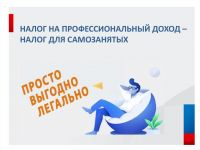 НАЛОГ НА ПРОФЕССИОНАЛЬНЫЙ ДОХОД –
НАЛОГ ДЛЯ САМОЗАНЯТЫХ
ПРОСТО
ВЫГОДНО
ЛЕГАЛЬНО